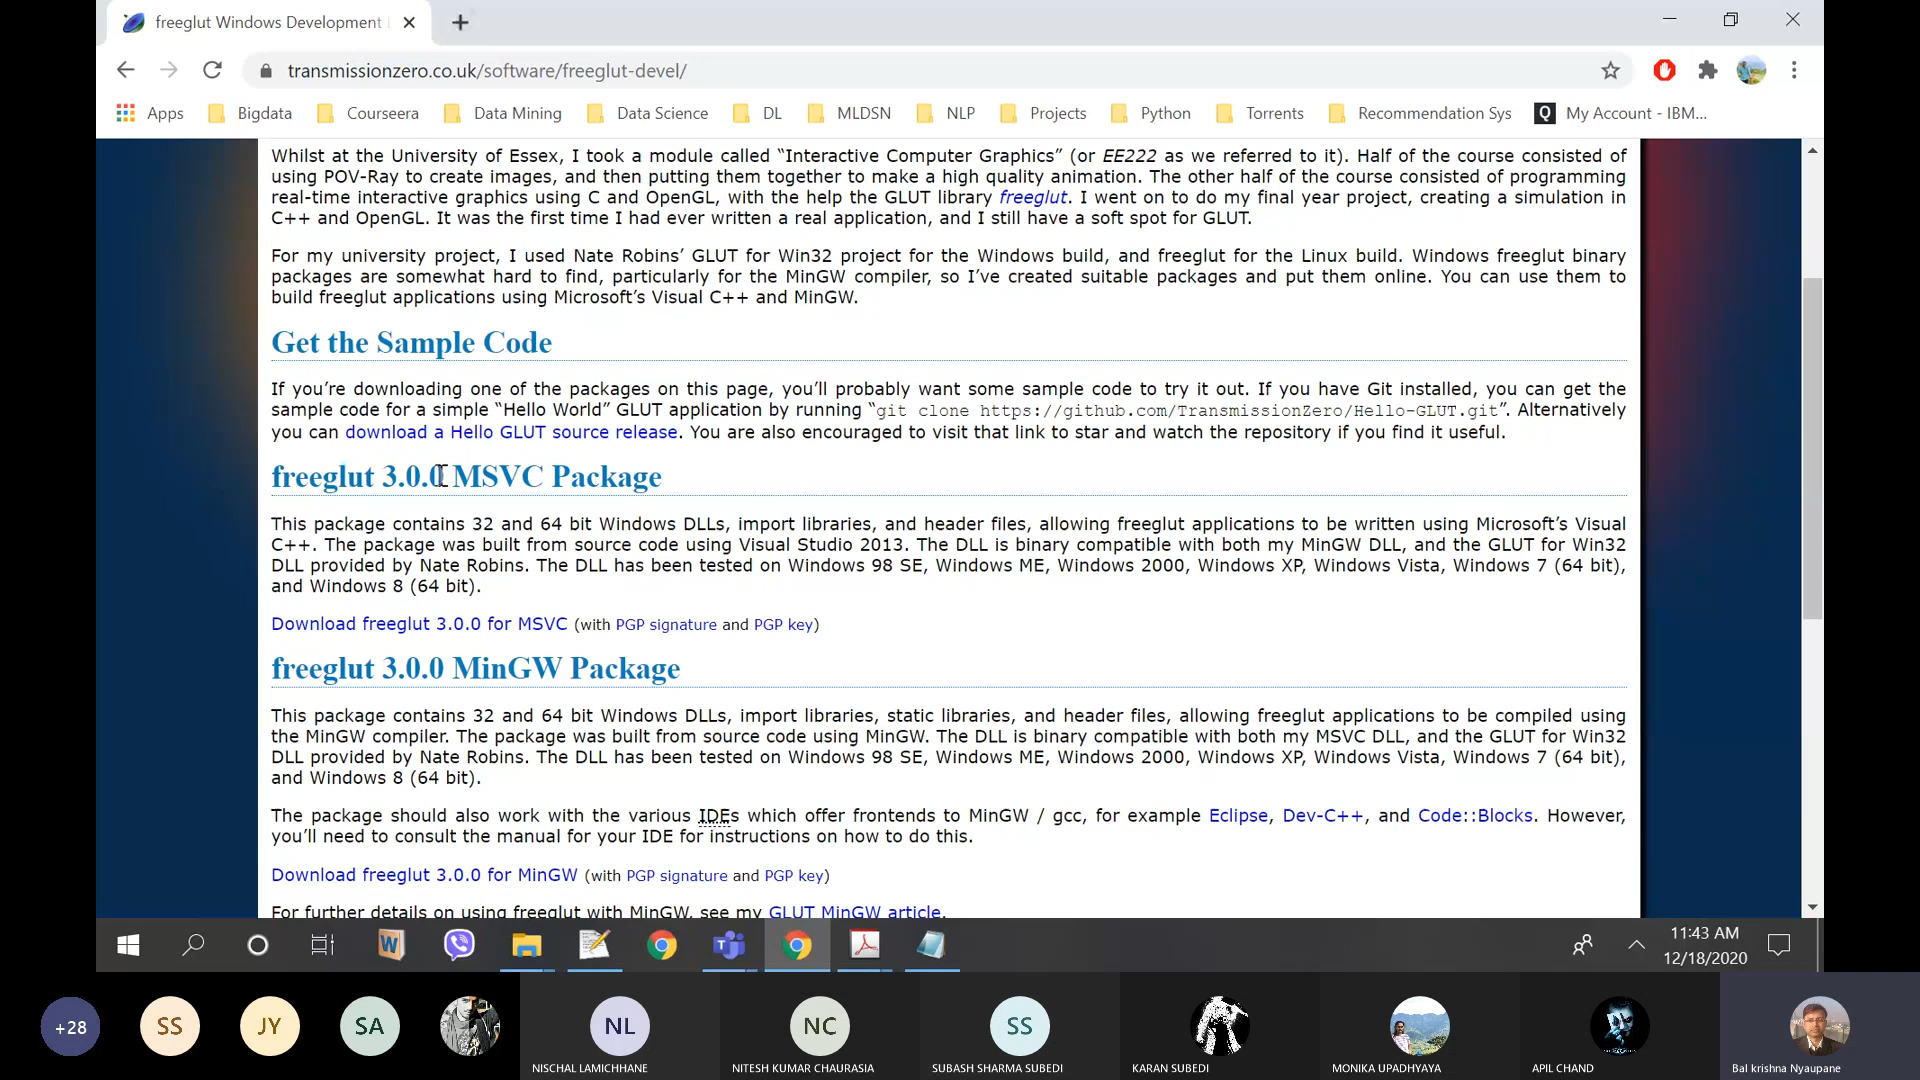 freeglut Windows Development
transmissionzero.co.uk/software/freeglut-devel/
Apps Bigdata Courseera Data Mining Data Science DL MLDSN NLP Projects Python Torrents Recommendation Sys Q My Account - IBM...
Whilst at the University of Essex, I took a module called “Interactive Computer Graphics” (or EE222 as we referred to it). Half of the course consisted of
using POV-Ray to create images, and then putting them together to make a high quality animation. The other half of the course consisted of programming
real-time interactive graphics using C and OpenGL, with the help the GLUT library freeglut. I went on to do my final year project, creating a simulation in
C++ and OpenGL. It was the first time I had ever written a real application, and I still have a soft spot for GLUT.
For my university project, I used Nate Robins’ GLUT for Win32 project for the Windows build, and freeglut for the Linux build. Windows freeglut binary
packages are somewhat hard to find, particularly for the MinGW compiler, so I’ve created suitable packages and put them online. You can use them to
build freeglut applications using Microsoft’s Visual C++ and MinGW.
Get the Sample Code
If you’re downloading one of the packages on this page, you’ll probably want some sample code to try it out. If you have Git installed, you can get the
sample code for a simple “Hello World” GLUT application by running “git clone https://github.com/TransmissionZero/Hello-GLUT.git”. Alternatively
you can download a Hello GLUT source release. You are also encouraged to visit that link to star and watch the repository if you find it useful.
freeglut 3.0.0 MSVC Package
This package contains 32 and 64 bit Windows DLLs, import libraries, and header files, allowing freeglut applications to be written using Microsoft’s Visual
C++. The package was built from source code using Visual Studio 2013. The DLL is binary compatible with both my MinGW DLL, and the GLUT for Win32
DLL provided by Nate Robins. The DLL has been tested on Windows 98 SE, Windows ME, Windows 2000, Windows XP, Windows Vista, Windows 7 (64 bit),
and Windows 8 (64 bit).
Download freeglut 3.0.0 for MSVC (with PGP signature and PGP key)
freeglut 3.0.0 MinGW Package
This package contains 32 and 64 bit Windows DLLs, import libraries, static libraries, and header files, allowing freeglut applications to be compiled using
the MinGW compiler. The package was built from source code using MinGW. The DLL is binary compatible with both my MSVC DLL, and the GLUT for Win32
DLL provided by Nate Robins. The DLL has been tested on Windows 98 SE, Windows ME, Windows 2000, Windows XP, Windows Vista, Windows 7 (64 bit),
and Windows 8 (64 bit).
The package should also work with the various IDEs which offer frontends to MinGW / gcc, for example Eclipse, Dev-C++, and Code::Blocks. However,
you’ll need to consult the manual for your IDE for instructions on how to do this.
Download freeglut 3.0.0 for MinGW (with PGP signature and PGP key)
For further details on using freeglut with MinGW, see my GLUT MinGW article.
11:43 AM
12/18/2020
+28 SS JY SA NL NC SS
NISCHAL LAMICHHANE NITESH KUMAR CHAURASIA SUBASH SHARMA SUBEDI KARAN SUBEDI MONIKA UPADHYAYA APIL CHAND Bal krishna Nyaupane